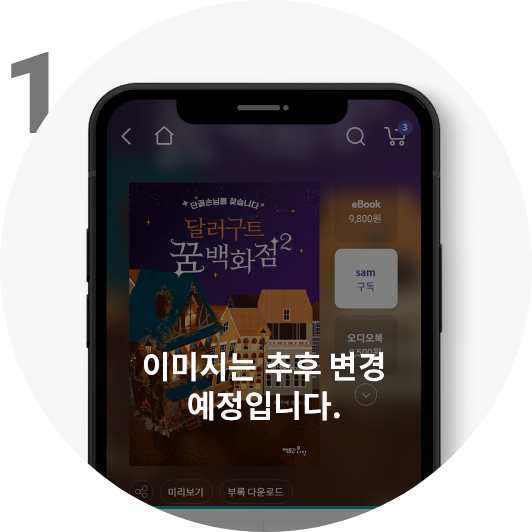 1
3
단골손님을 찾습니다
달러구트
꿈백화점2
eBook
9,800원
sam
구독
오디오북
이미지는 추후 변경
예정입니다.
미리보기
부록 다운로드